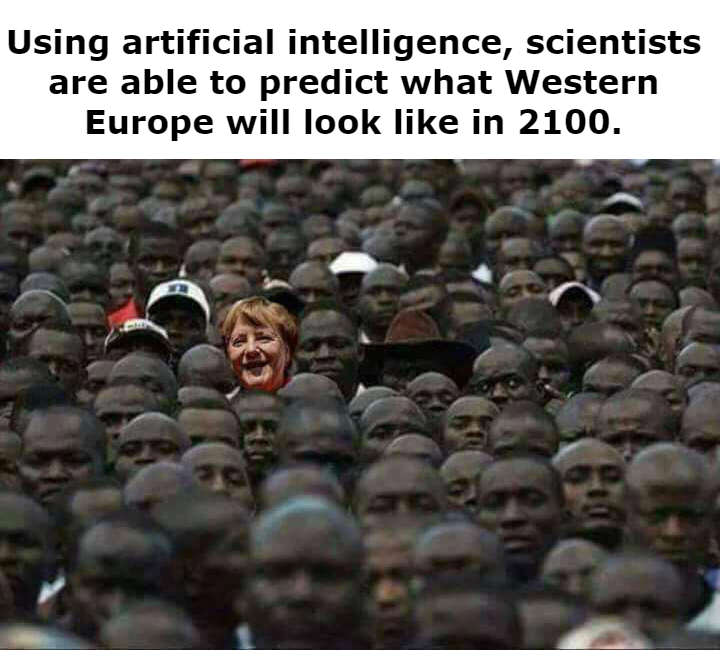 Using artificial intelligence, scientists
are able to predict what Western
Europe will look like in 2100.